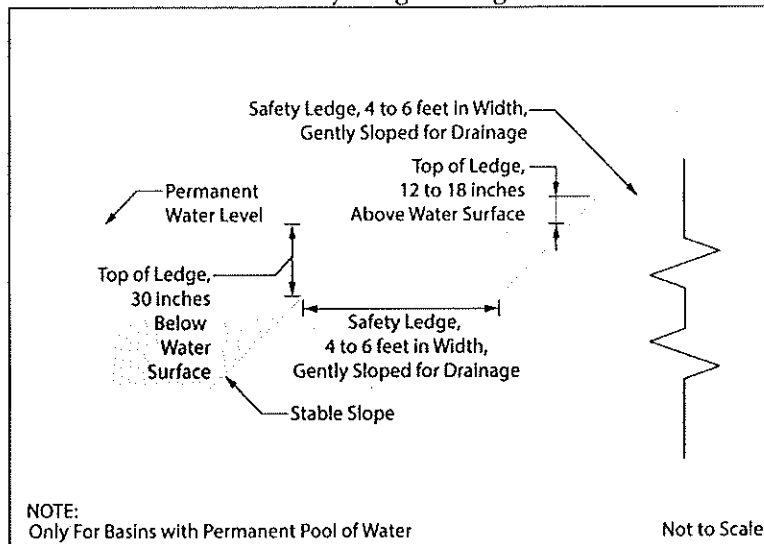 Safety Ledge, 4 to 6 feet in Width,
Gently Sloped for Drainage
Top of Ledge,
12 to 18 inches
Above Water Surface
Permanent
Water Level
Top of Ledge,
30 inches
Below
Water
Surface
Safety Ledge,
4 to 6 feet in Width,
Gently Sloped for Drainage
Stable Slope
NOTE:
Only For Basins with Permanent Pool of Water
Not to Scale